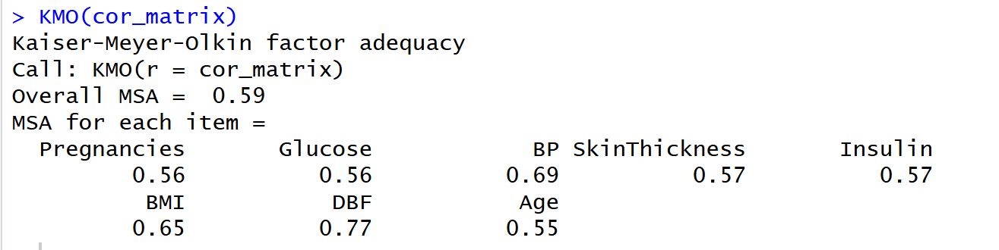 > KMO(cor_matrix)
Kaiser-Meyer-Olkin factor adequacy
Call: KMO(r = cor_matrix)
Overall MSA =  0.59
MSA for each item =
  Pregnancies       Glucose            BP SkinThickness       Insulin
         0.56          0.56          0.69          0.57          0.57
          BMI           DBF           Age
         0.65          0.77          0.55